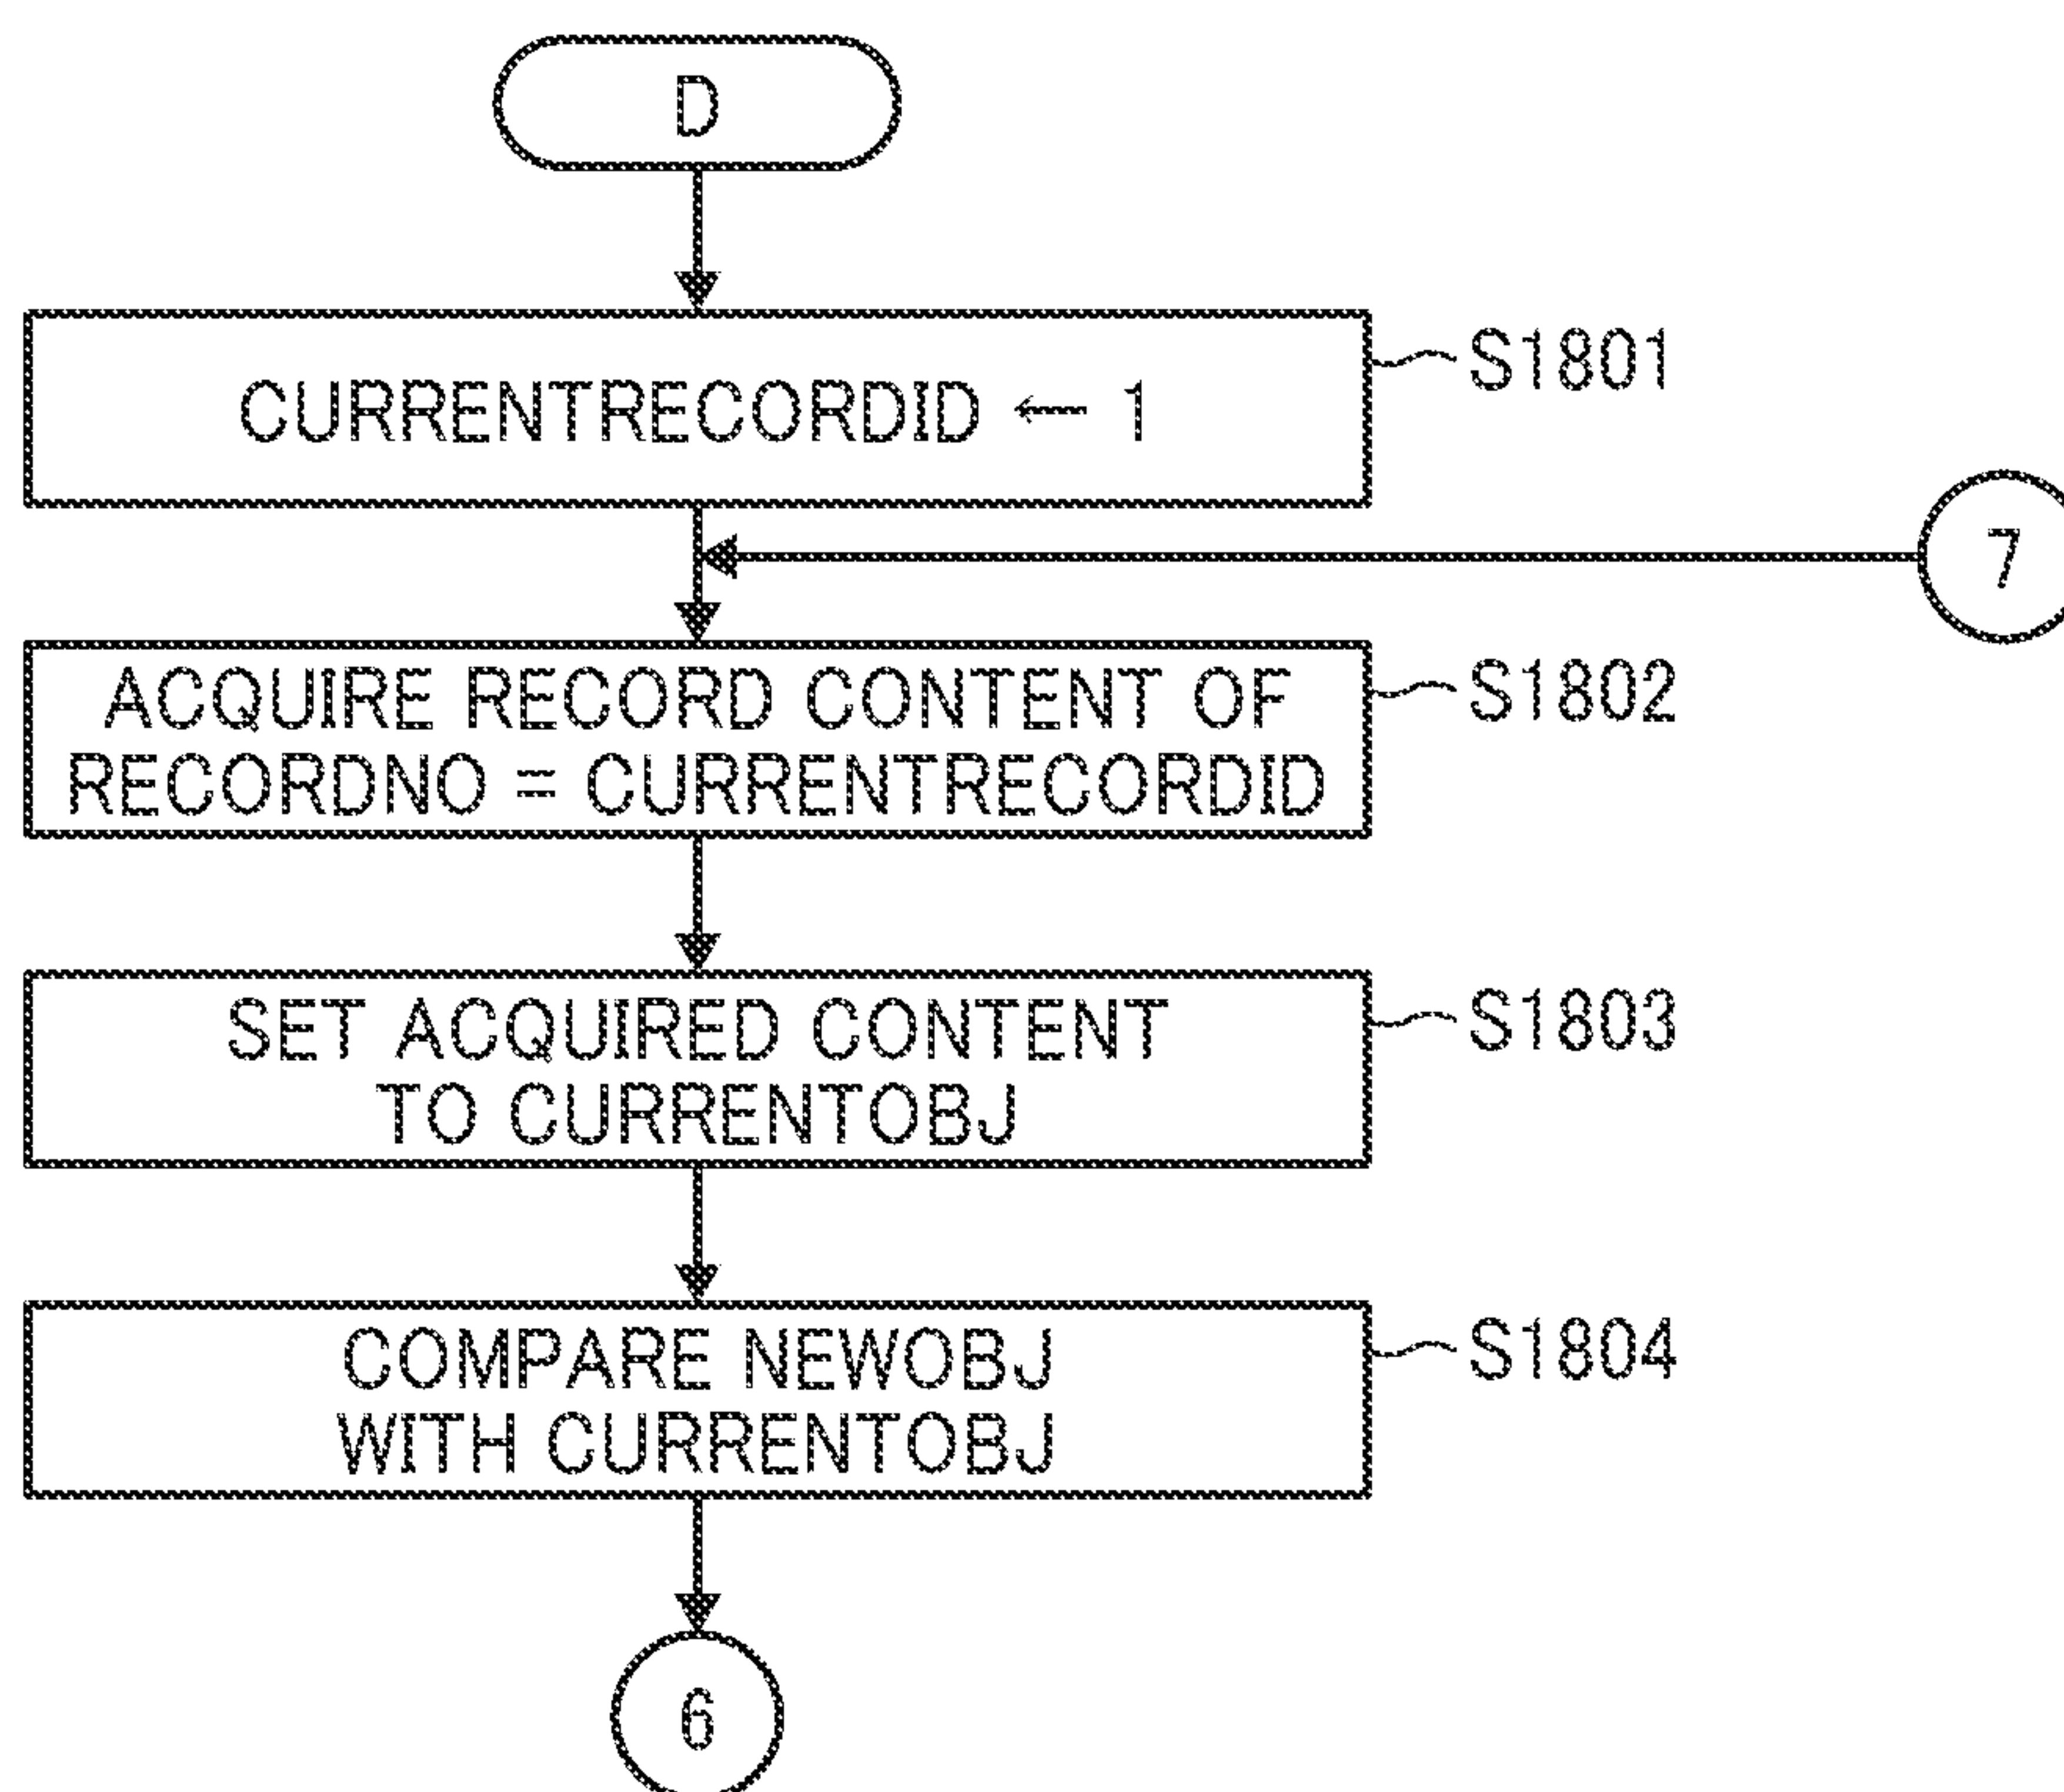 D
CURRENTRECORDID ← 1
S1801
7
ACQUIRE RECORD CONTENT OF
RECORDNO = CURRENTRECORDID
S1802
SET ACQUIRED CONTENT
TO CURRENTOBJ
S1803
COMPARE NEWOBJ
WITH CURRENTOBJ
S1804
6